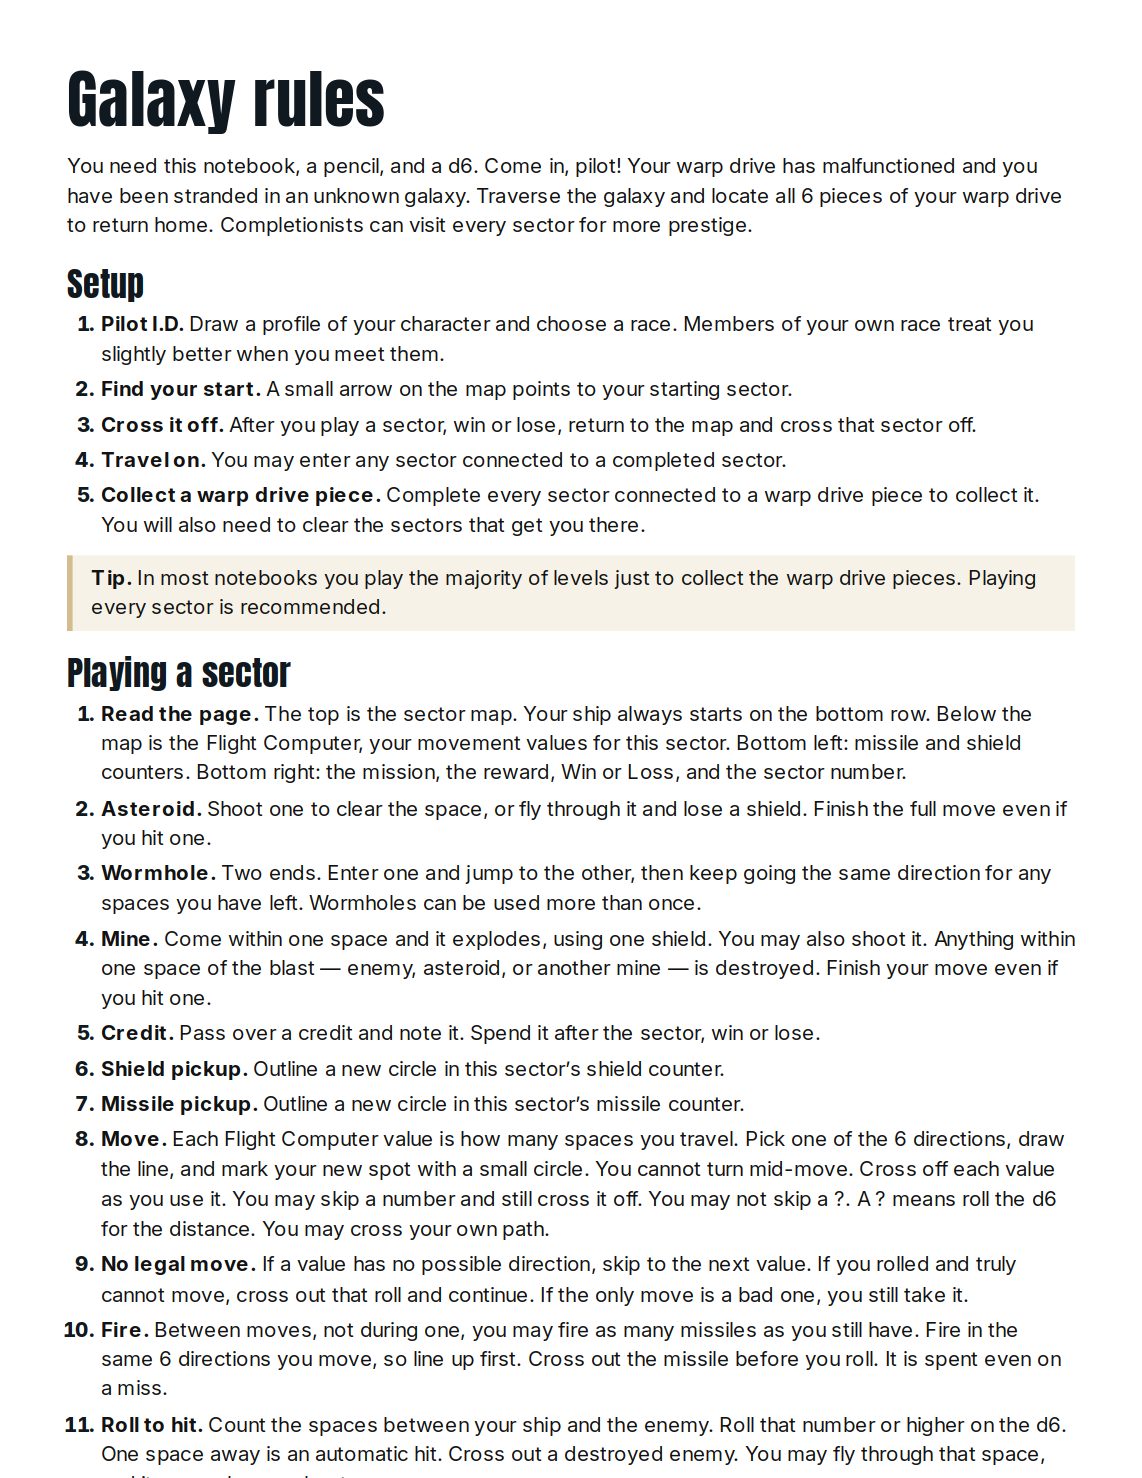 Galaxy rules
You need this notebook, a pencil, and a d6. Come in, pilot! Your warp drive has malfunctioned and you
have been stranded in an unknown galaxy. Traverse the galaxy and locate all 6 pieces of your warp drive
to return home. Completionists can visit every sector for more prestige.
Setup
1. Pilot I.D. Draw a profile of your character and choose a race. Members of your own race treat you
slightly better when you meet them.
2. Find your start. A small arrow on the map points to your starting sector.
3. Cross it off. After you play a sector, win or lose, return to the map and cross that sector off.
4. Travel on. You may enter any sector connected to a completed sector.
5. Collect a warp drive piece. Complete every sector connected to a warp drive piece to collect it.
You will also need to clear the sectors that get you there.
Tip. In most notebooks you play the majority of levels just to collect the warp drive pieces. Playing
every sector is recommended.
Playing a sector
1. Read the page. The top is the sector map. Your ship always starts on the bottom row. Below the
map is the Flight Computer, your movement values for this sector. Bottom left: missile and shield
counters. Bottom right: the mission, the reward, Win or Loss, and the sector number.
2. Asteroid. Shoot one to clear the space, or fly through it and lose a shield. Finish the full move even if
you hit one.
3. Wormhole. Two ends. Enter one and jump to the other, then keep going the same direction for any
spaces you have left. Wormholes can be used more than once.
4. Mine. Come within one space and it explodes, using one shield. You may also shoot it. Anything within
one space of the blast — enemy, asteroid, or another mine — is destroyed. Finish your move even if
you hit one.
5. Credit. Pass over a credit and note it. Spend it after the sector, win or lose.
6. Shield pickup. Outline a new circle in this sector’s shield counter.
7. Missile pickup. Outline a new circle in this sector’s missile counter.
8. Move. Each Flight Computer value is how many spaces you travel. Pick one of the 6 directions, draw
the line, and mark your new spot with a small circle. You cannot turn mid-move. Cross off each value
as you use it. You may skip a number and still cross it off. You may not skip a ?. A ? means roll the d6
for the distance. You may cross your own path.
9. No legal move. If a value has no possible direction, skip to the next value. If you rolled and truly
cannot move, cross out that roll and continue. If the only move is a bad one, you still take it.
10. Fire. Between moves, not during one, you may fire as many missiles as you still have. Fire in the
same 6 directions you move, so line up first. Cross out the missile before you roll. It is spent even on
a miss.
11. Roll to hit. Count the spaces between your ship and the enemy. Roll that number or higher on the d6.
One space away is an automatic hit. Cross out a destroyed enemy. You may fly through that space,